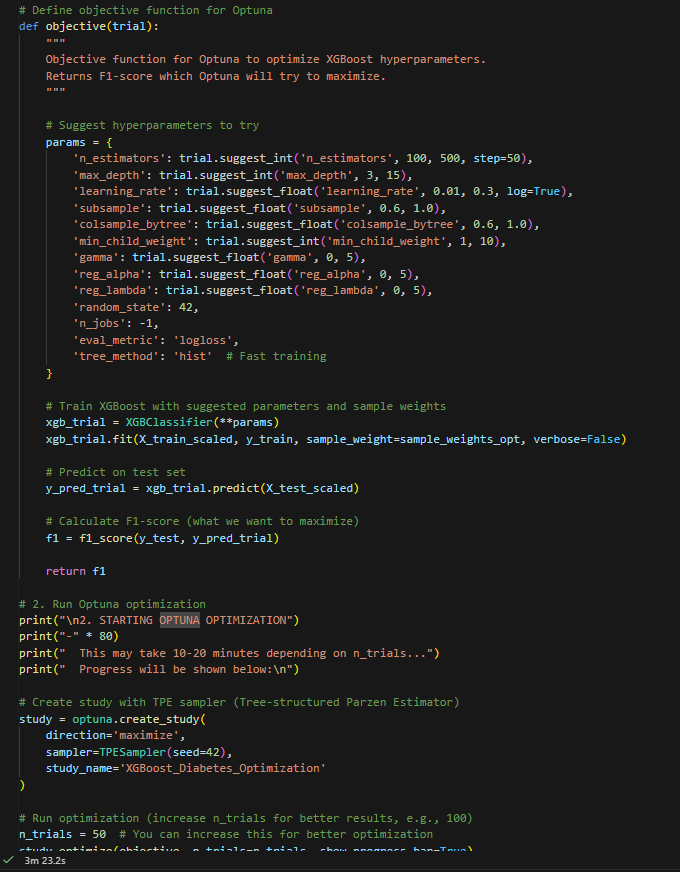 # Define objective function for Optuna
def objective(trial):
    """
    Objective function for Optuna to optimize XGBoost hyperparameters.
    Returns F1-score which Optuna will try to maximize.
    """

    # Suggest hyperparameters to try
    params = {
        'n_estimators': trial.suggest_int('n_estimators', 100, 500, step=50),
        'max_depth': trial.suggest_int('max_depth', 3, 15),
        'learning_rate': trial.suggest_float('learning_rate', 0.01, 0.3, log=True),
        'subsample': trial.suggest_float('subsample', 0.6, 1.0),
        'colsample_bytree': trial.suggest_float('colsample_bytree', 0.6, 1.0),
        'min_child_weight': trial.suggest_int('min_child_weight', 1, 10),
        'gamma': trial.suggest_float('gamma', 0, 5),
        'reg_alpha': trial.suggest_float('reg_alpha', 0, 5),
        'reg_lambda': trial.suggest_float('reg_lambda', 0, 5),
        'random_state': 42,
        'n_jobs': -1,
        'eval_metric': 'logloss',
        'tree_method': 'hist'  # Fast training
    }

    # Train XGBoost with suggested parameters and sample weights
    xgb_trial = XGBClassifier(**params)
    xgb_trial.fit(X_train_scaled, y_train, sample_weight=sample_weights_opt, verbose=False)

    # Predict on test set
    y_pred_trial = xgb_trial.predict(X_test_scaled)

    # Calculate F1-score (what we want to maximize)
    f1 = f1_score(y_test, y_pred_trial)

    return f1

# 2. Run Optuna optimization
print("\n2. STARTING OPTUNA OPTIMIZATION")
print("-" * 80)
print("  This may take 10-20 minutes depending on n_trials...")
print("  Progress will be shown below:\n")

# Create study with TPE sampler (Tree-structured Parzen Estimator)
study = optuna.create_study(
    direction='maximize',
    sampler=TPESampler(seed=42),
    study_name='XGBoost_Diabetes_Optimization'
)

# Run optimization (increase n_trials for better results, e.g., 100)
n_trials = 50  # You can increase this for better optimization
study.optimize(objective, n_trials=n_trials, show_progress_bar=True)
3m 23.2s